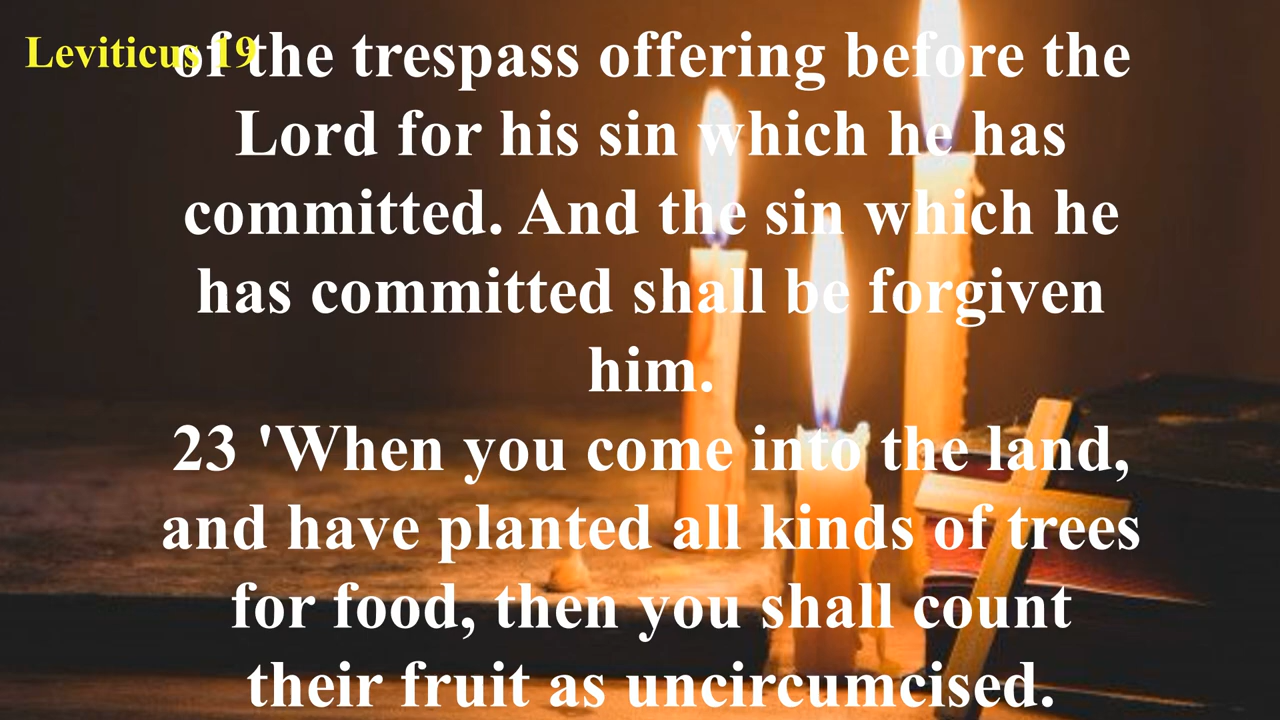 Leviticus 19
of the trespass offering before the
Lord for his sin which he has
committed. And the sin which he
has committed shall be forgiven
him.
23 'When you come into the land,
and have planted all kinds of trees
for food, then you shall count
their fruit as uncircumcised.